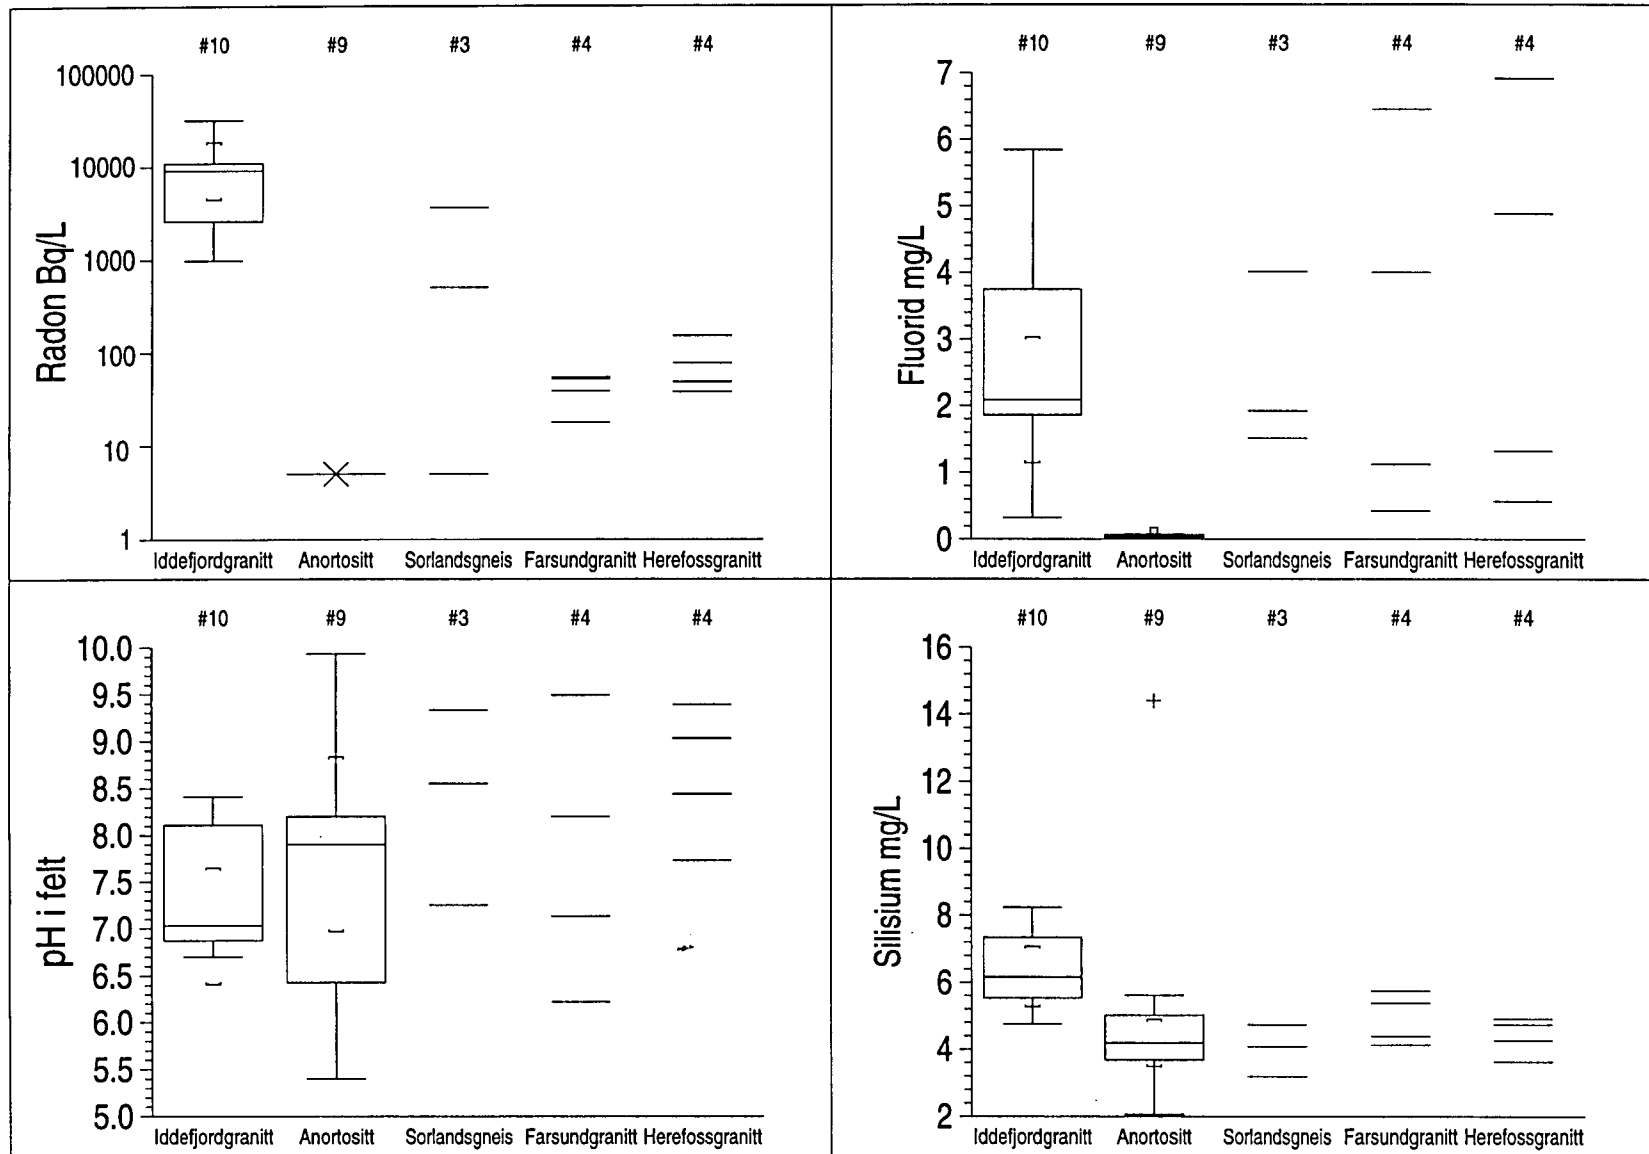 #10 #9 #3 #4 #4
100000
10000
1000
100
10
1
Radon Bq/L
Iddefjordgranitt Anortositt Sorlandsgneis Farsundgranitt Herefossgranitt
#10 #9 #3 #4 #4
7
6
5
4
3
2
1
0
Fluorid mg/L
Iddefjordgranitt Anortositt Sorlandsgneis Farsundgranitt Herefossgranitt
#10 #9 #3 #4 #4
10.0
9.5
9.0
8.5
8.0
7.5
7.0
6.5
6.0
5.5
5.0
pH i felt
Iddefjordgranitt Anortositt Sorlandsgneis Farsundgranitt Herefossgranitt
#10 #9 #3 #4 #4
16
14
12
10
8
6
4
2
Silisium mg/L
Iddefjordgranitt Anortositt Sorlandsgneis Farsundgranitt Herefossgranitt